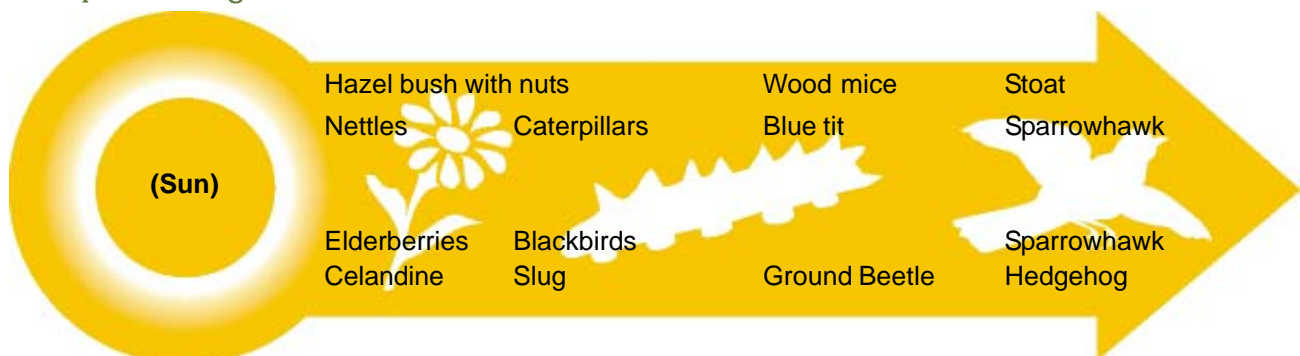 Hazel bush with nuts Wood mice Stoat
Nettles Caterpillars Blue tit Sparrowhawk
(Sun)
Elderberries Blackbirds Sparrowhawk
Celandine Slug Ground Beetle Hedgehog